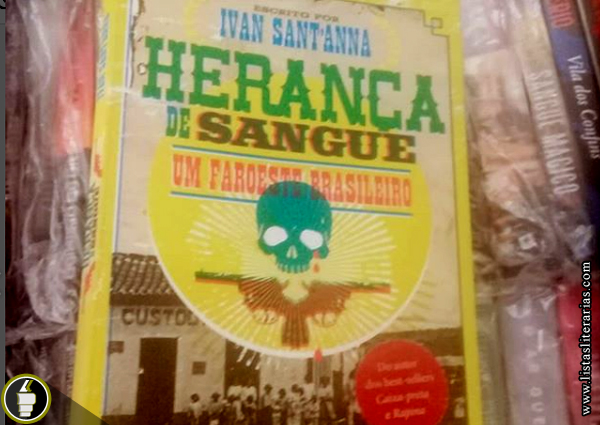 ESCRITO POR
IVAN SANT'ANNA
HERANÇA
DE SANGUE
UM FAROESTE BRASILEIRO
CUSTO
Do autor
dos best-sellers
Caixa-preta
e Rapina
Vila dos Confins
SANGUE MAGRO
www.listasliterarias.com